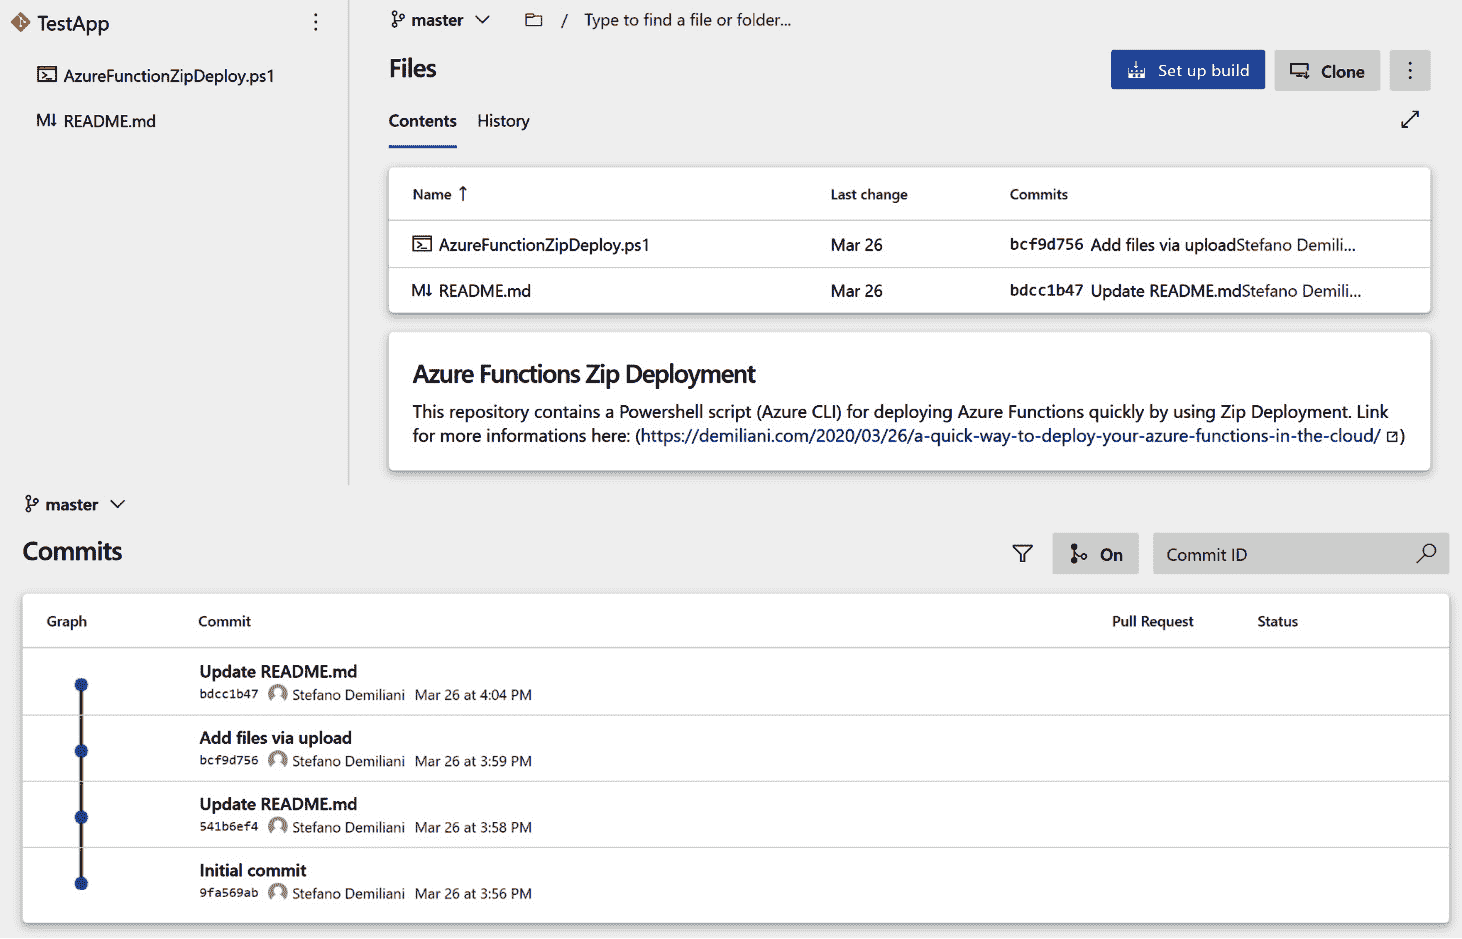 TestApp
AzureFunctionZipDeploy.ps1
README.md
master
/ Type to find a file or folder...
Files
Set up build
Clone
Contents
History
Name ↑ Last change Commits
AzureFunctionZipDeploy.ps1 Mar 26 bcf9d756 Add files via uploadStefano Demili...
M↓ README.md Mar 26 bdcc1b47 Update README.mdStefano Demili...
Azure Functions Zip Deployment
This repository contains a Powershell script (Azure CLI) for deploying Azure Functions quickly by using Zip Deployment. Link
for more informations here: (https://demiliani.com/2020/03/26/a-quick-way-to-deploy-your-azure-functions-in-the-cloud/ )
master
Commits
On
Commit ID
Graph Commit Pull Request Status
Update README.md
bdcc1b47 Stefano Demiliani Mar 26 at 4:04 PM
Add files via upload
bcf9d756 Stefano Demiliani Mar 26 at 3:59 PM
Update README.md
541b6ef4 Stefano Demiliani Mar 26 at 3:58 PM
Initial commit
9fa569ab Stefano Demiliani Mar 26 at 3:56 PM